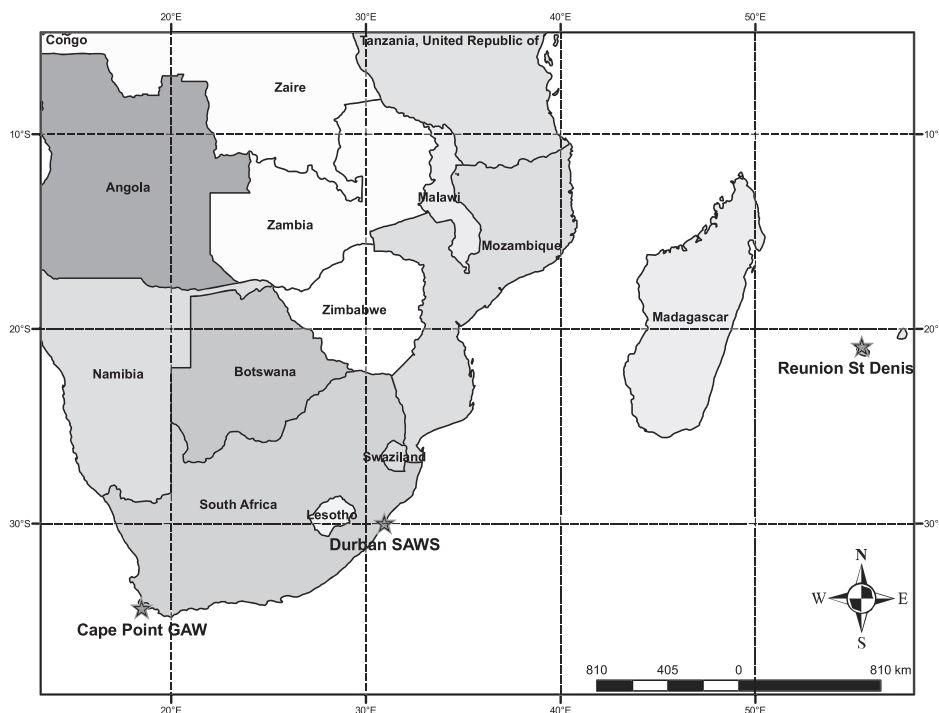 20°E 30°E 40°E 50°E
Congo
Tanzania, United Republic of
Zaire
10°S 10°
Angola
Malawi
Zambia
Mozambique
Zimbabwe
Madagascar
20°S 20°
Reunion St Denis
Namibia
Botswana
Swaziland
South Africa
Lesotho
30°S 30°
Durban SAWS
N
W E
S
Cape Point GAW
810 405 0 810 km
20°E 30°E 40°E 50°E